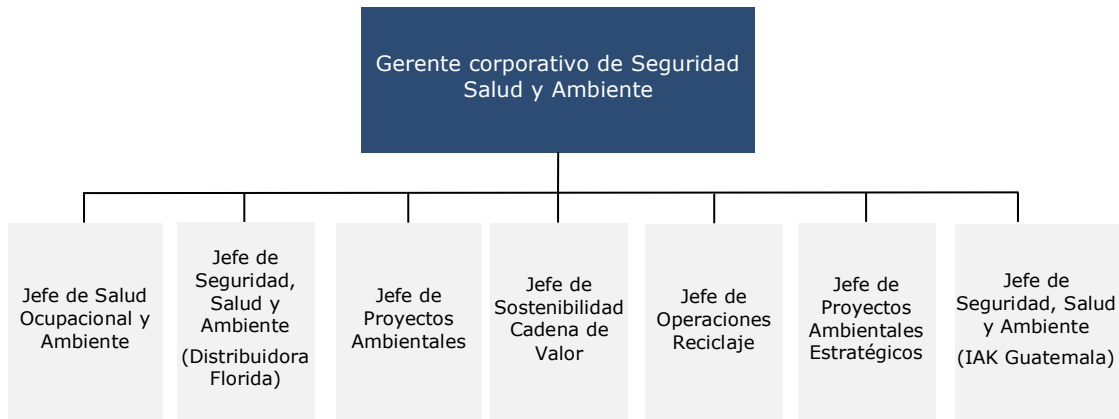 Gerente corporativo de Seguridad
Salud y Ambiente
Jefe de Salud
Ocupacional y
Ambiente
Jefe de
Seguridad,
Salud y
Ambiente
(Distribuidora
Florida)
Jefe de
Proyectos
Ambientales
Jefe de
Sostenibilidad
Cadena de
Valor
Jefe de
Operaciones
Reciclaje
Jefe de
Proyectos
Ambientales
Estratégicos
Jefe de
Seguridad, Salud
y Ambiente
(IAK Guatemala)